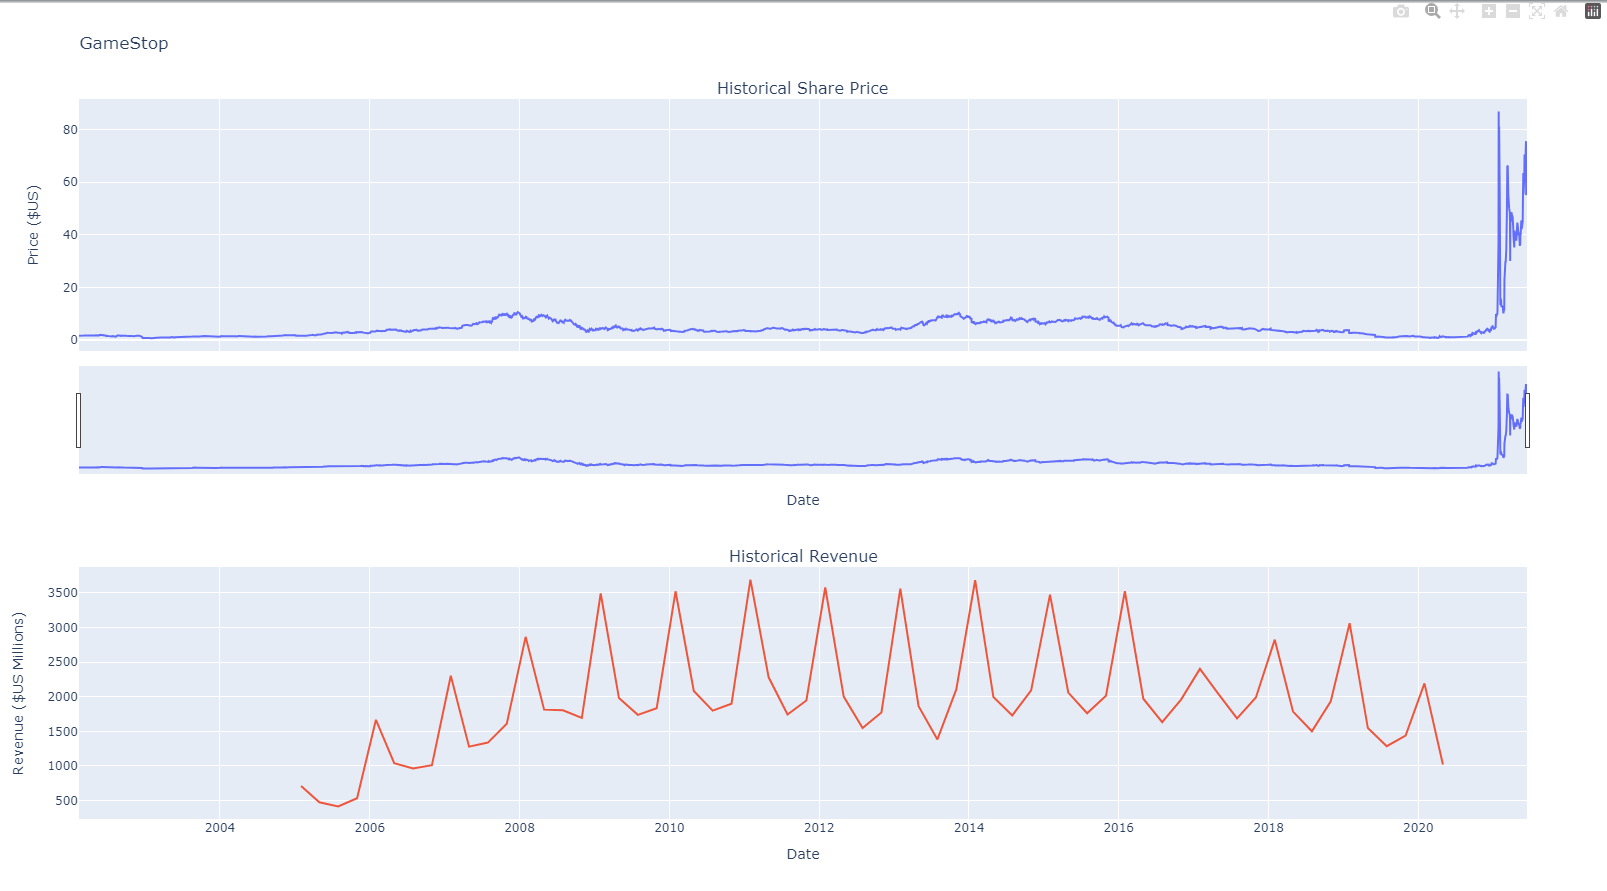 GameStop
Historical Share Price
80
60
40
20
0
Price ($US)
Date
Historical Revenue
3500
3000
2500
2000
1500
1000
500
Revenue ($US Millions)
2004 2006 2008 2010 2012 2014 2016 2018 2020
Date